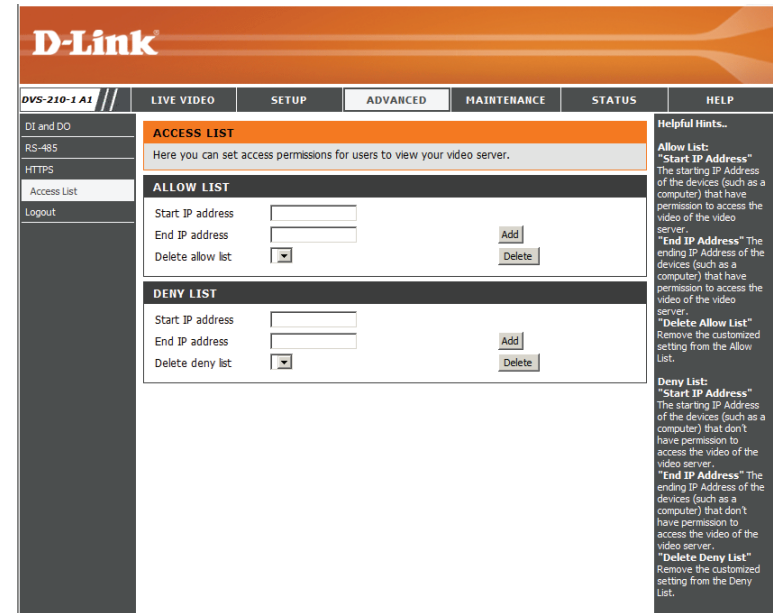 D-Link
DVS-210-1 A1
LIVE VIDEO
SETUP
ADVANCED
MAINTENANCE
STATUS
HELP
DI and DO
RS-485
HTTPS
Access List
Logout
ACCESS LIST
Here you can set access permissions for users to view your video server.
ALLOW LIST
Start IP address
End IP address
Add
Delete allow list
Delete
DENY LIST
Start IP address
End IP address
Add
Delete deny list
Delete
Helpful Hints..
Allow List:
"Start IP Address"
The starting IP Address
of the devices (such as a
computer) that have
permission to access the
video of the video
server.
"End IP Address" The
ending IP Address of the
devices (such as a
computer) that have
permission to access the
video of the video
server.
"Delete Allow List"
Remove the customized
setting from the Allow
List.
Deny List:
"Start IP Address"
The starting IP Address
of the devices (such as a
computer) that don't
have permission to
access the video of the
video server.
"End IP Address" The
ending IP Address of the
devices (such as a
computer) that don't
have permission to
access the video of the
video server.
"Delete Deny List"
Remove the customized
setting from the Deny
List.